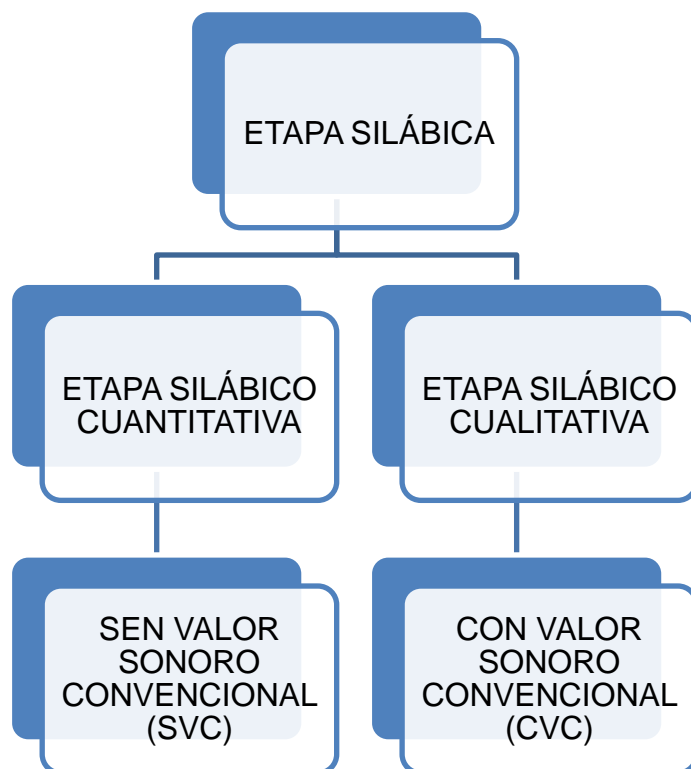 ETAPA SILÁBICA
ETAPA SILÁBICO
CUANTITATIVA
ETAPA SILÁBICO
CUALITATIVA
SEN VALOR
SONORO
CONVENCIONAL
(SVC)
CON VALOR
SONORO
CONVENCIONAL
(CVC)